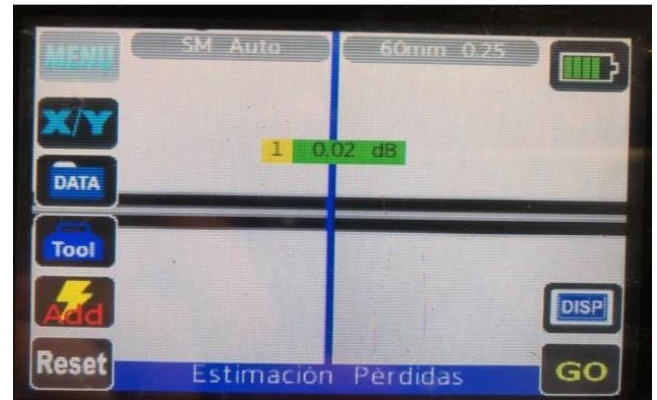 MENU
SM Auto
60mm 0.25
X/Y
1 0.02 dB
DATA
Tool
Add
DISP
Reset
Estimación Pérdidas
GO